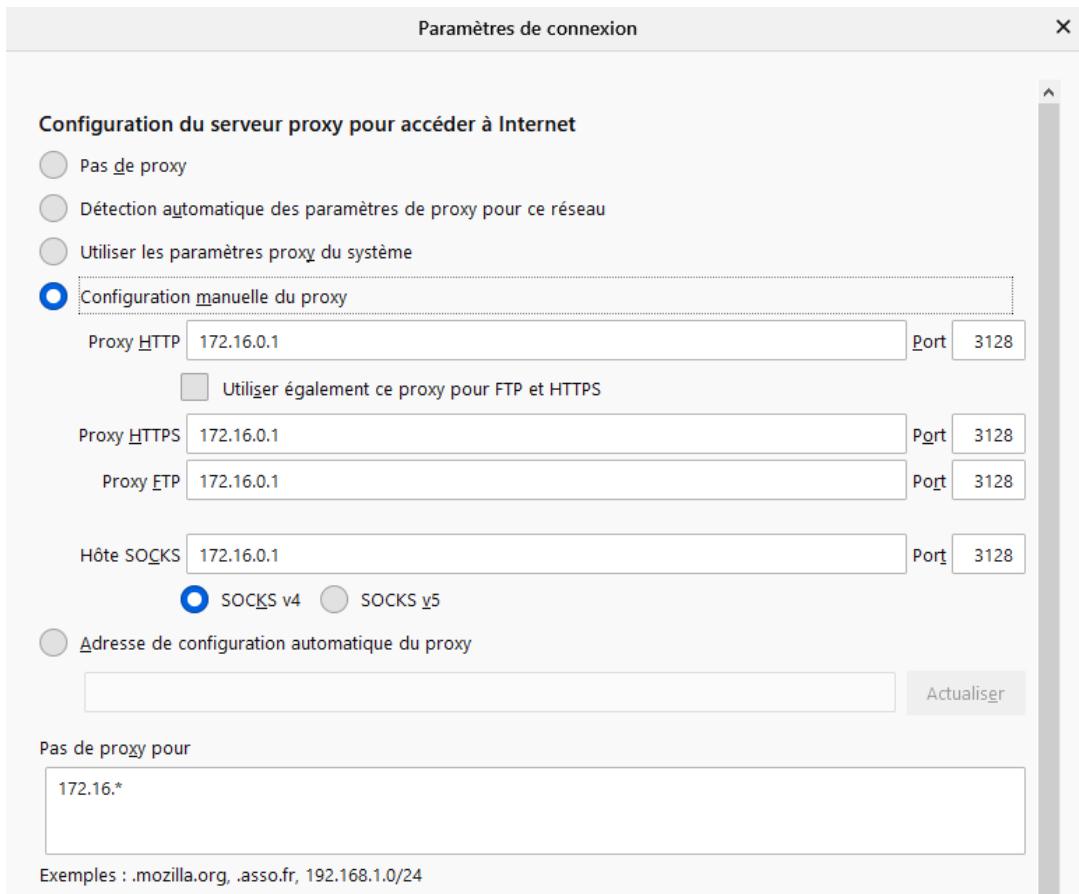 Paramètres de connexion
Configuration du serveur proxy pour accéder à Internet
Pas de proxy
Détection automatique des paramètres de proxy pour ce réseau
Utiliser les paramètres proxy du système
Configuration manuelle du proxy
Proxy HTTP 172.16.0.1 Port 3128
Utiliser également ce proxy pour FTP et HTTPS
Proxy HTTPS 172.16.0.1 Port 3128
Proxy FTP 172.16.0.1 Port 3128
Hôte SOCKS 172.16.0.1 Port 3128
SOCKS v4 SOCKS v5
Adresse de configuration automatique du proxy
Actualiser
Pas de proxy pour
172.16.*
Exemples : .mozilla.org, .asso.fr, 192.168.1.0/24